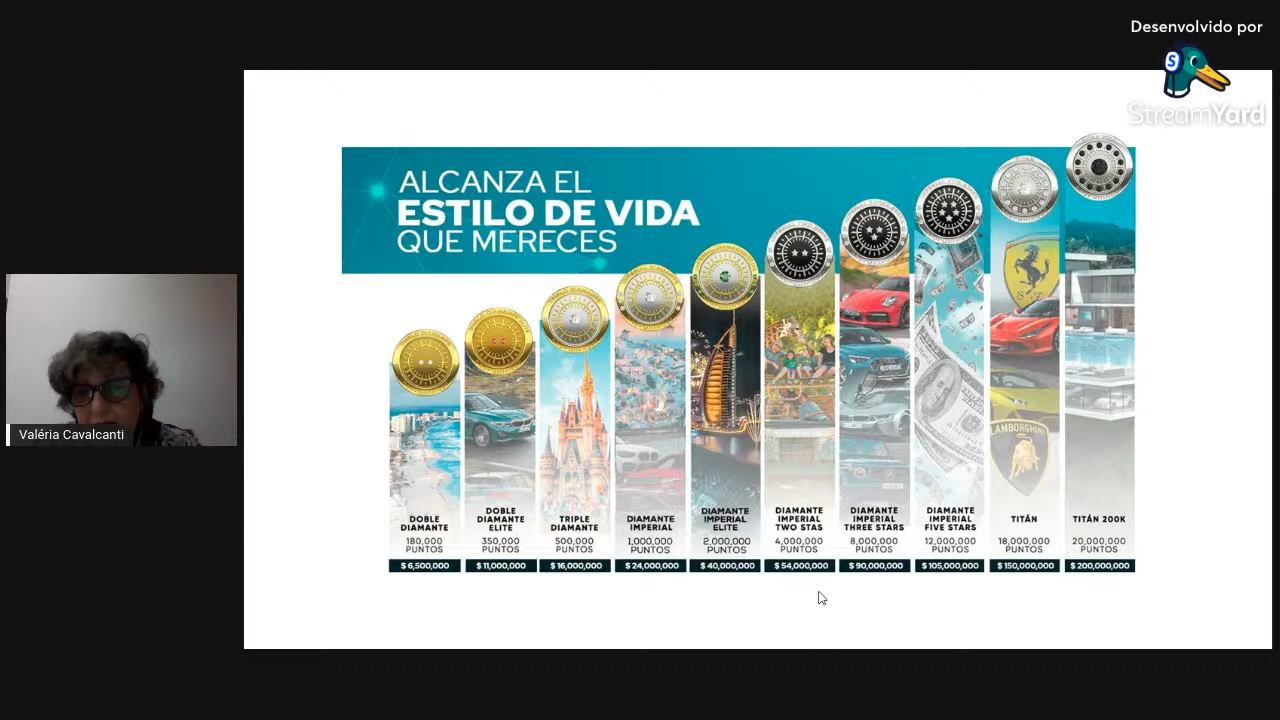 Desenvolvido por
StreamYard
ALCANZA EL
ESTILO DE VIDA
QUE MERECES
LAMBORGHINI
DOBLE
DIAMANTE
180,000
PUNTOS
$ 6,500,000
DOBLE
DIAMANTE
ELITE
350,000
PUNTOS
$ 11,000,000
TRIPLE
DIAMANTE
500,000
PUNTOS
$ 16,000,000
DIAMANTE
IMPERIAL
1,000,000
PUNTOS
$ 24,000,000
DIAMANTE
IMPERIAL
ELITE
2,000,000
PUNTOS
$ 40,000,000
DIAMANTE
IMPERIAL
TWO STAS
4,000,000
PUNTOS
$ 54,000,000
DIAMANTE
IMPERIAL
THREE STARS
8,000,000
PUNTOS
$ 90,000,000
DIAMANTE
IMPERIAL
FIVE STARS
12,000,000
PUNTOS
$ 105,000,000
TITÁN
18,000,000
PUNTOS
$ 150,000,000
TITÁN 200K
20,000,000
PUNTOS
$ 200,000,000
Valéria Cavalcanti